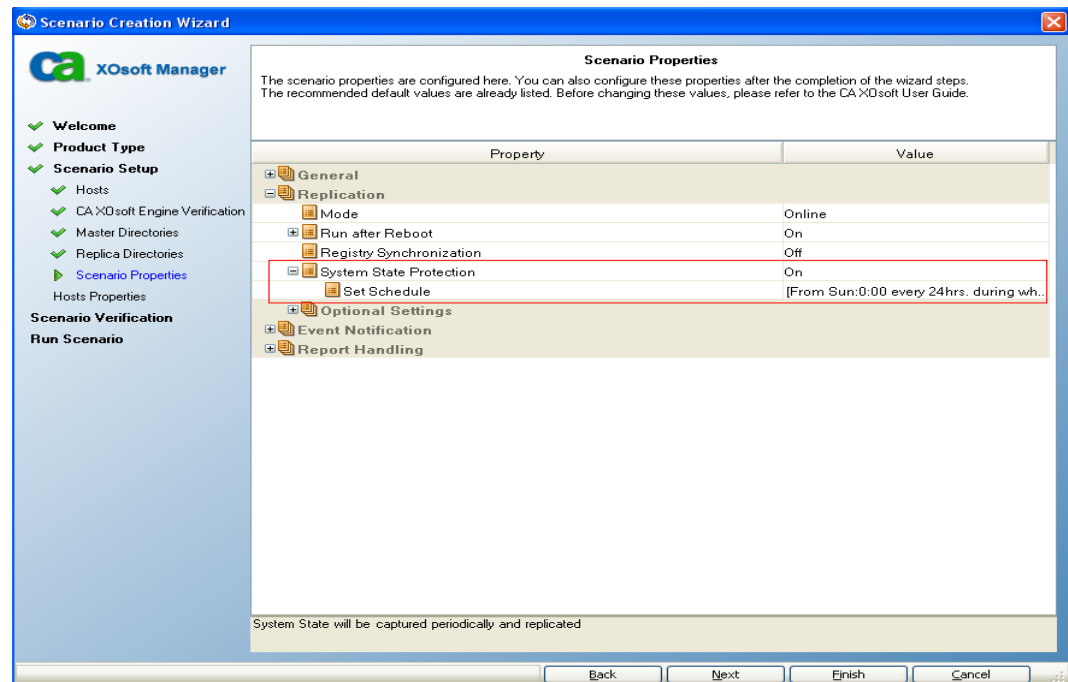 Scenario Creation Wizard
ca XOsoft Manager
Welcome
Product Type
Scenario Setup
Hosts
CA XOsoft Engine Verification
Master Directories
Replica Directories
Scenario Properties
Hosts Properties
Scenario Verification
Run Scenario
Scenario Properties
The scenario properties are configured here. You can also configure these properties after the completion of the wizard steps.
The recommended default values are already listed. Before changing these values, please refer to the CA XOsoft User Guide.
Property Value
General
Replication
Mode Online
Run after Reboot On
Registry Synchronization Off
System State Protection On
Set Schedule [From Sun:0:00 every 24hrs. during wh..
Optional Settings
Event Notification
Report Handling
System State will be captured periodically and replicated
Back Next Finish Cancel